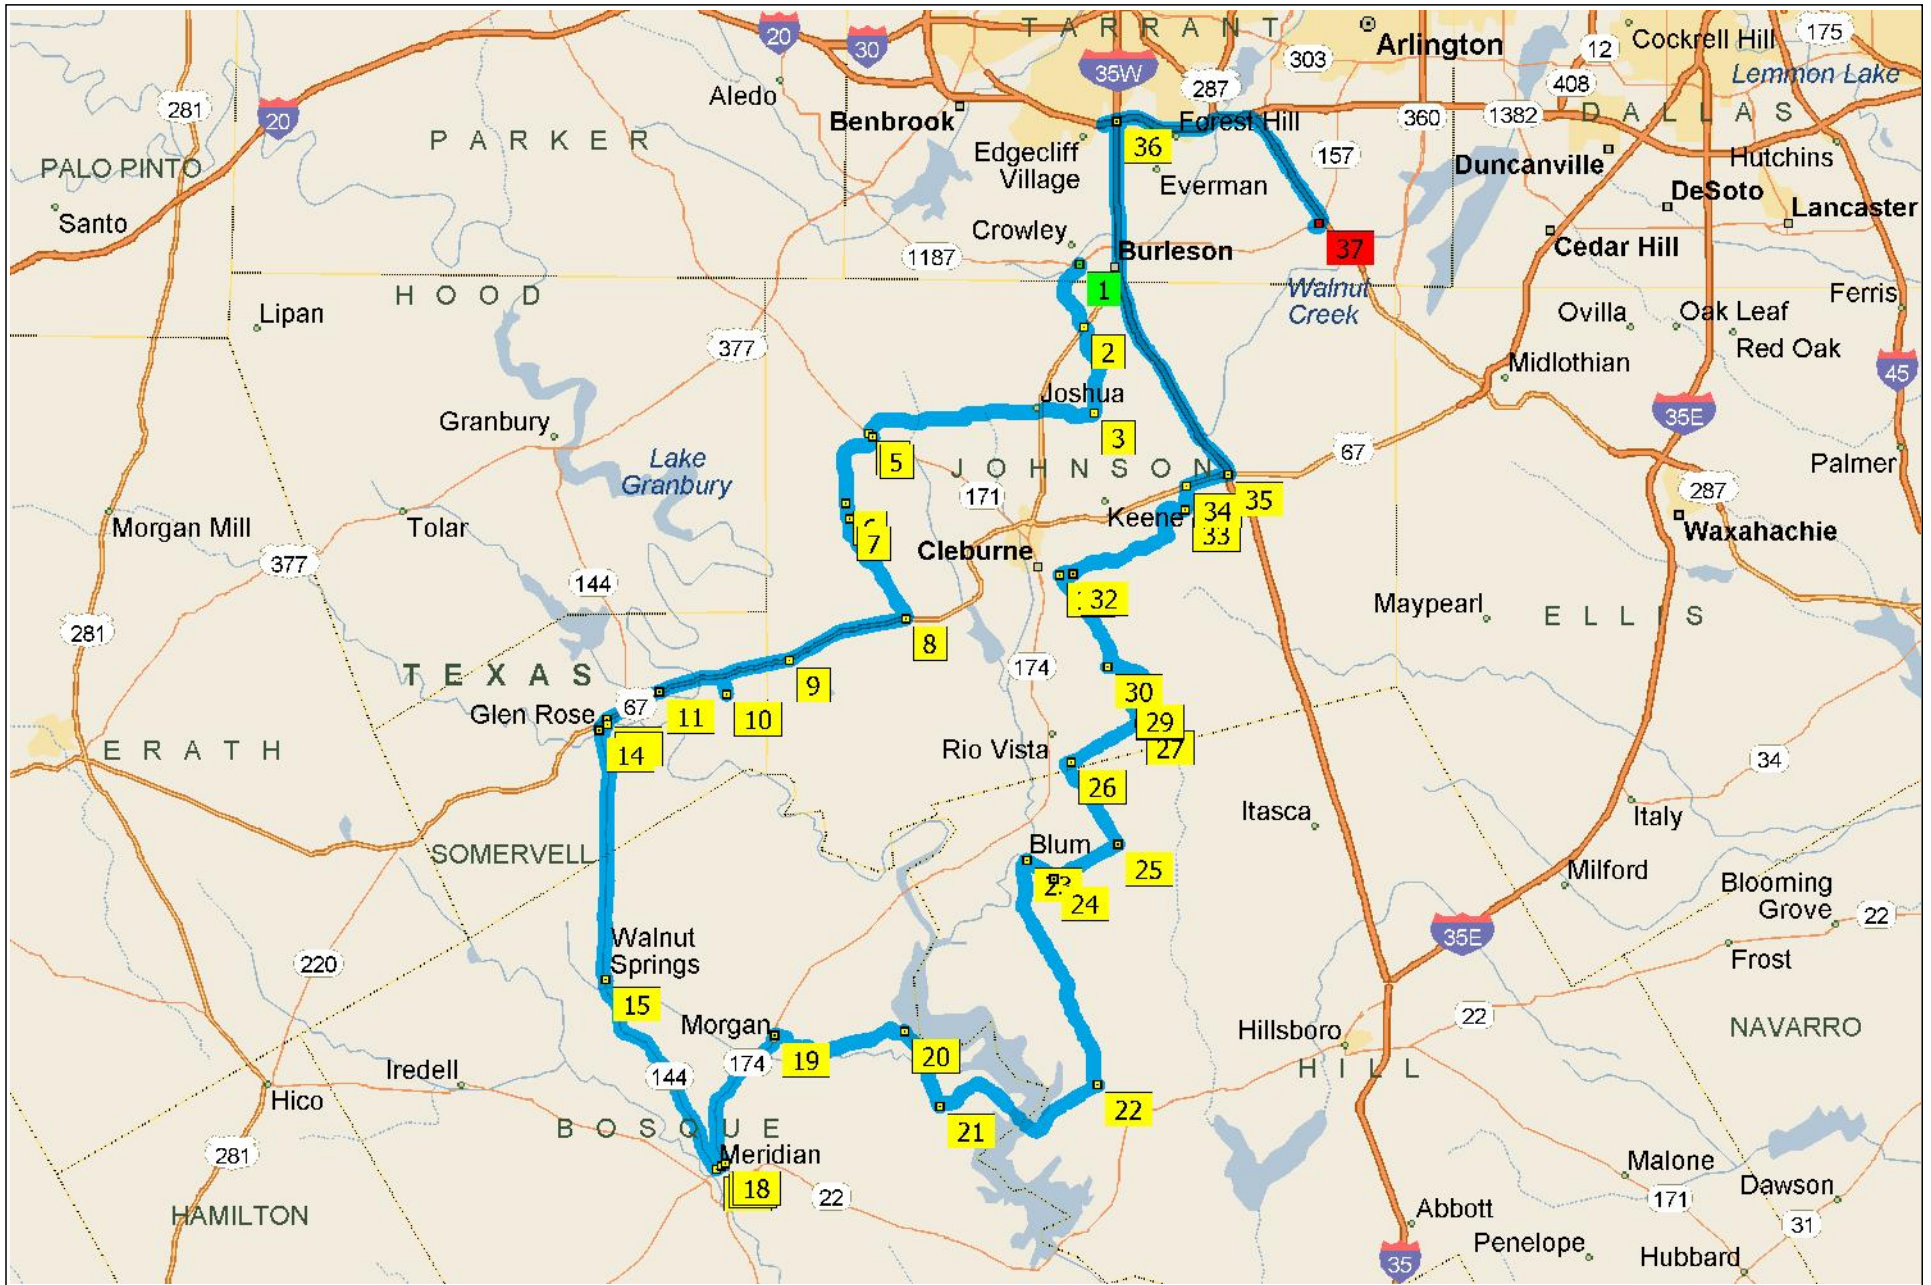 TARRANT
20
30
35W
Arlington
Cockrell Hill
175
12
303
Lemmon Lake
408
287
Aledo
281
20
Benbrook
360
1382
DALLAS
PARKER
Forest Hill
36
Edgecliff
Village
157
Duncanville
Hutchins
PALO PINTO
Everman
DeSoto
Santo
Lancaster
Crowley
1187
Burleson
37
Cedar Hill
HOOD
1
Walnut
Creek
Ferris
Lipan
Ovilla
Oak Leaf
377
2
Red Oak
Midlothian
45
Joshua
35E
Granbury
3
67
Lake
Granbury
5
JOHNSON
Palmer
171
287
Morgan Mill
Tolar
Keene
34
35
33
Waxahachie
7
Cleburne
377
144
32
Maypearl
ELLIS
281
8
174
TEXAS
9
30
Glen Rose
67
11
10
29
27
ERATH
14
Rio Vista
34
26
Itasca
Italy
SOMERVELL
Blum
25
Milford
23
24
Blooming
Grove
22
Walnut
Springs
35E
220
Frost
15
Morgan
22
Hillsboro
NAVARRO
19
20
174
Iredell
144
HILL
Hico
22
BOSQUE
21
281
Meridian
Malone
18
22
171
Dawson
HAMILTON
Abbott
31
Penelope
35
Hubbard